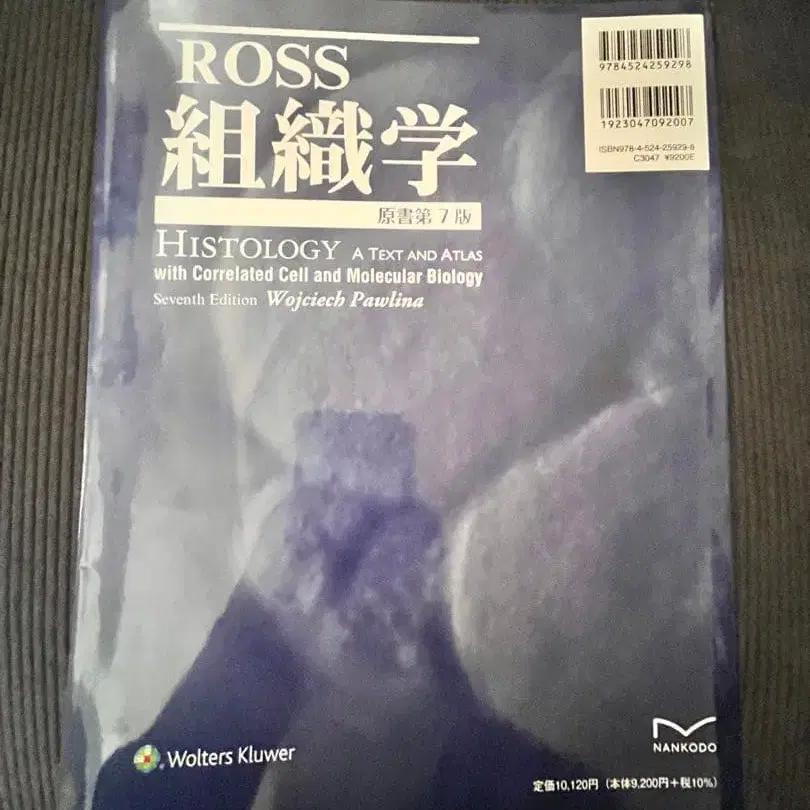 ROSS
組織学
原書第7版
HISTOLOGY A TEXT AND ATLAS
with Correlated Cell and Molecular Biology
Seventh Edition Wojciech Pawlina
9784524259298
1923047092007
ISBN978-4-524-25929-8
C3047 ¥9200E
Wolters Kluwer
NANKODO
定価10,120円(本体9,200円+税10%)